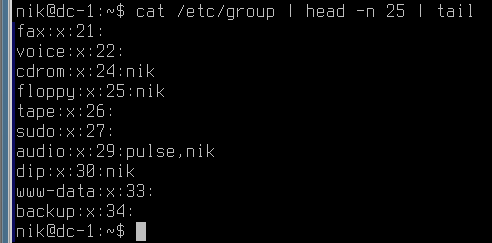 nik@dc-1:~$ cat /etc/group | head -n 25 | tail
fax:x:21:
voice:x:22:
cdrom:x:24:nik
floppy:x:25:nik
tape:x:26:
sudo:x:27:
audio:x:29:pulse,nik
dip:x:30:nik
www-data:x:33:
backup:x:34:
nik@dc-1:~$